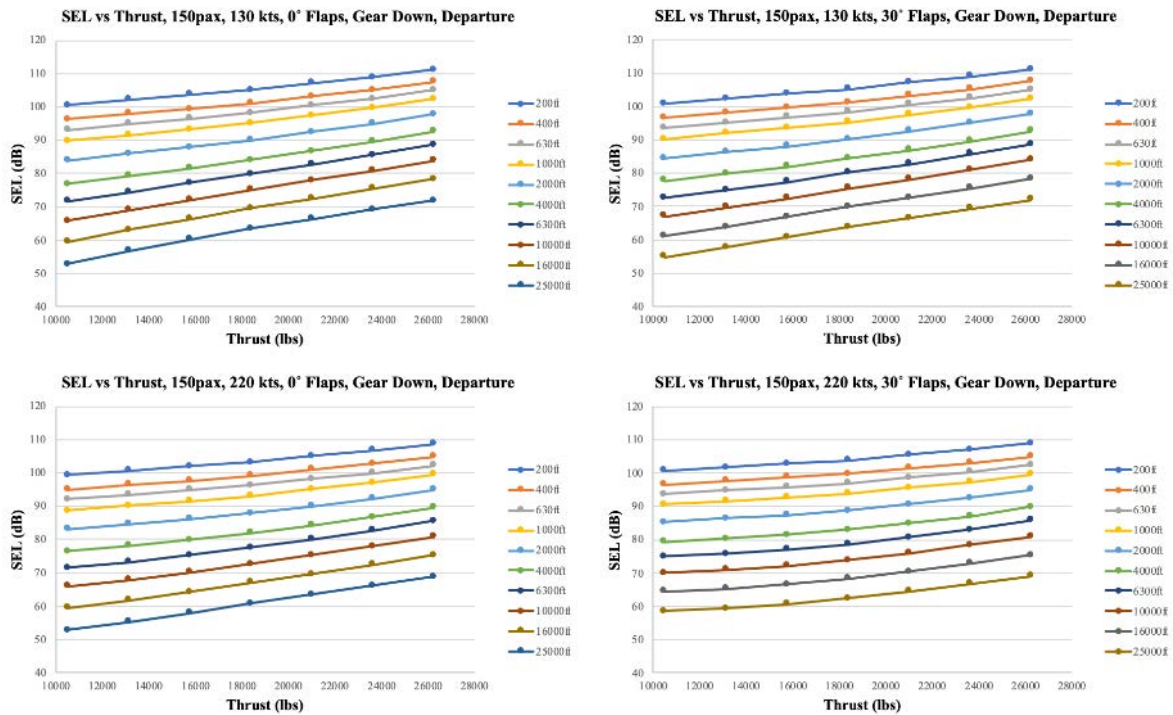 SEL vs Thrust, 150pax, 130 kts, 0˚ Flaps, Gear Down, Departure
120
110
100
90
80
70
60
50
40
SEL (dB)
10000 12000 14000 16000 18000 20000 22000 24000 26000 28000
Thrust (lbs)
200ft
400ft
630ft
1000ft
2000ft
4000ft
6300ft
10000ft
16000ft
25000ft
SEL vs Thrust, 150pax, 130 kts, 30˚ Flaps, Gear Down, Departure
120
110
100
90
80
70
60
50
40
SEL (dB)
10000 12000 14000 16000 18000 20000 22000 24000 26000 28000
Thrust (lbs)
200ft
400ft
630ft
1000ft
2000ft
4000ft
6300ft
10000ft
16000ft
25000ft
SEL vs Thrust, 150pax, 220 kts, 0˚ Flaps, Gear Down, Departure
120
110
100
90
80
70
60
50
40
SEL (dB)
10000 12000 14000 16000 18000 20000 22000 24000 26000 28000
Thrust (lbs)
200ft
400ft
630ft
1000ft
2000ft
4000ft
6300ft
10000ft
16000ft
25000ft
SEL vs Thrust, 150pax, 220 kts, 30˚ Flaps, Gear Down, Departure
120
110
100
90
80
70
60
50
40
SEL (dB)
10000 12000 14000 16000 18000 20000 22000 24000 26000 28000
Thrust (lbs)
200ft
400ft
630ft
1000ft
2000ft
4000ft
6300ft
10000ft
16000ft
25000ft